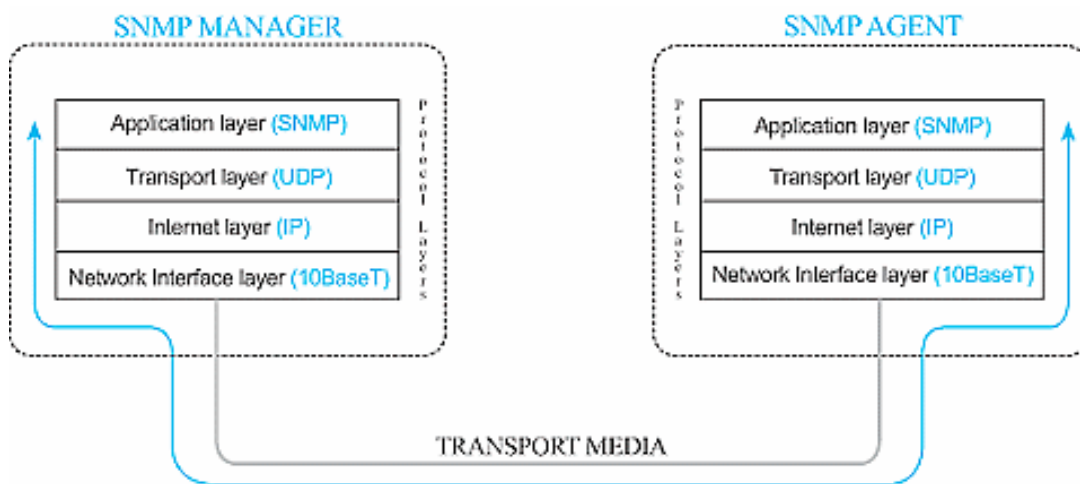 SNMP MANAGER
Application layer (SNMP)
Transport layer (UDP)
Internet layer (IP)
Network Interface layer (10BaseT)
Protocol Layers
SNMP AGENT
Protocol Layers
Application layer (SNMP)
Transport layer (UDP)
Internet layer (IP)
Network Interface layer (10BaseT)
TRANSPORT MEDIA